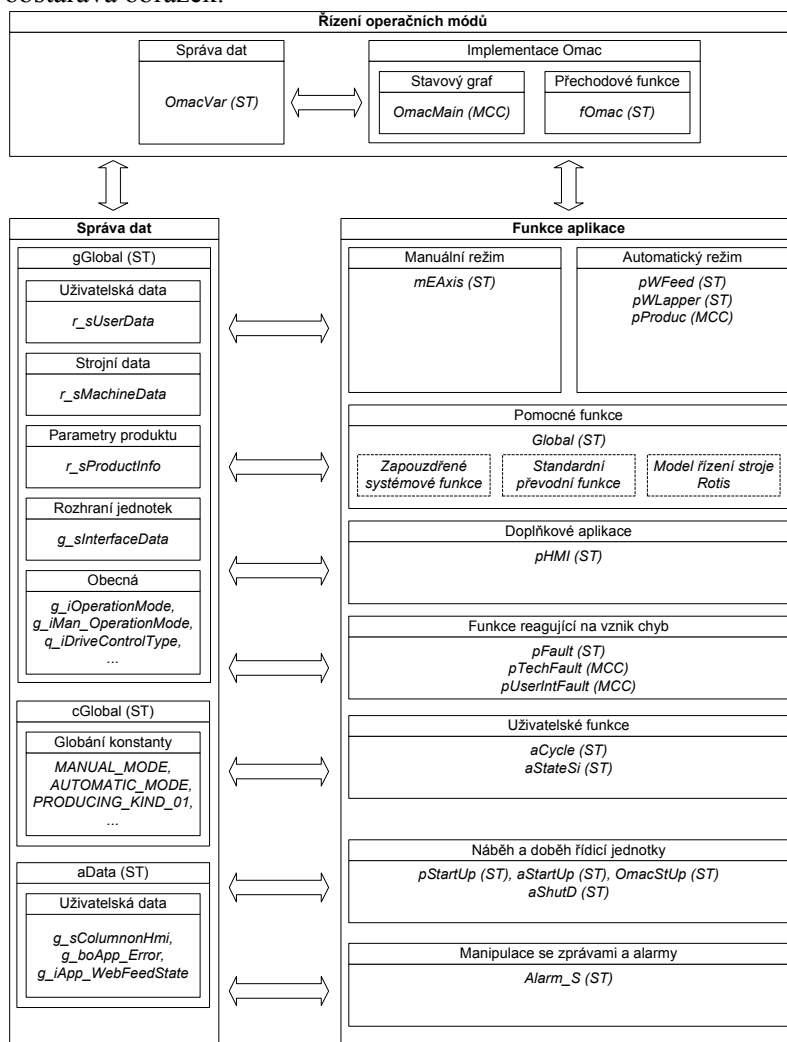 obstarává obrázek.
Řízení operačních módů
Správa dat
OmacVar (ST)
Implementace Omac
Stavový graf
OmacMain (MCC)
Přechodové funkce
fOmac (ST)
Správa dat
gGlobal (ST)
Uživatelská data
r_sUserData
Strojní data
r_sMachineData
Parametry produktu
r_sProductInfo
Rozhraní jednotek
g_sInterfaceData
Obecná
g_iOperationMode,
g_iMan_OperationMode,
q_iDriveControlType,
...
cGlobal (ST)
Globání konstanty
MANUAL_MODE,
AUTOMATIC_MODE,
PRODUCING_KIND_01,
...
aData (ST)
Uživatelská data
g_sColumnonHmi,
g_boApp_Error,
g_iApp_WebFeedState
Funkce aplikace
Manuální režim
mEAxis (ST)
Automatický režim
pWFeed (ST)
pWLapper (ST)
pProduc (MCC)
Pomocné funkce
Global (ST)
Zapouzdřené
systémové funkce
Standardní
převodní funkce
Model řízení stroje
Rotis
Doplňkové aplikace
pHMI (ST)
Funkce reagující na vznik chyb
pFault (ST)
pTechFault (MCC)
pUserIntFault (MCC)
Uživatelské funkce
aCycle (ST)
aStateSi (ST)
Náběh a doběh řídicí jednotky
pStartUp (ST), aStartUp (ST), OmacStUp (ST)
aShutD (ST)
Manipulace se zprávami a alarmy
Alarm_S (ST)